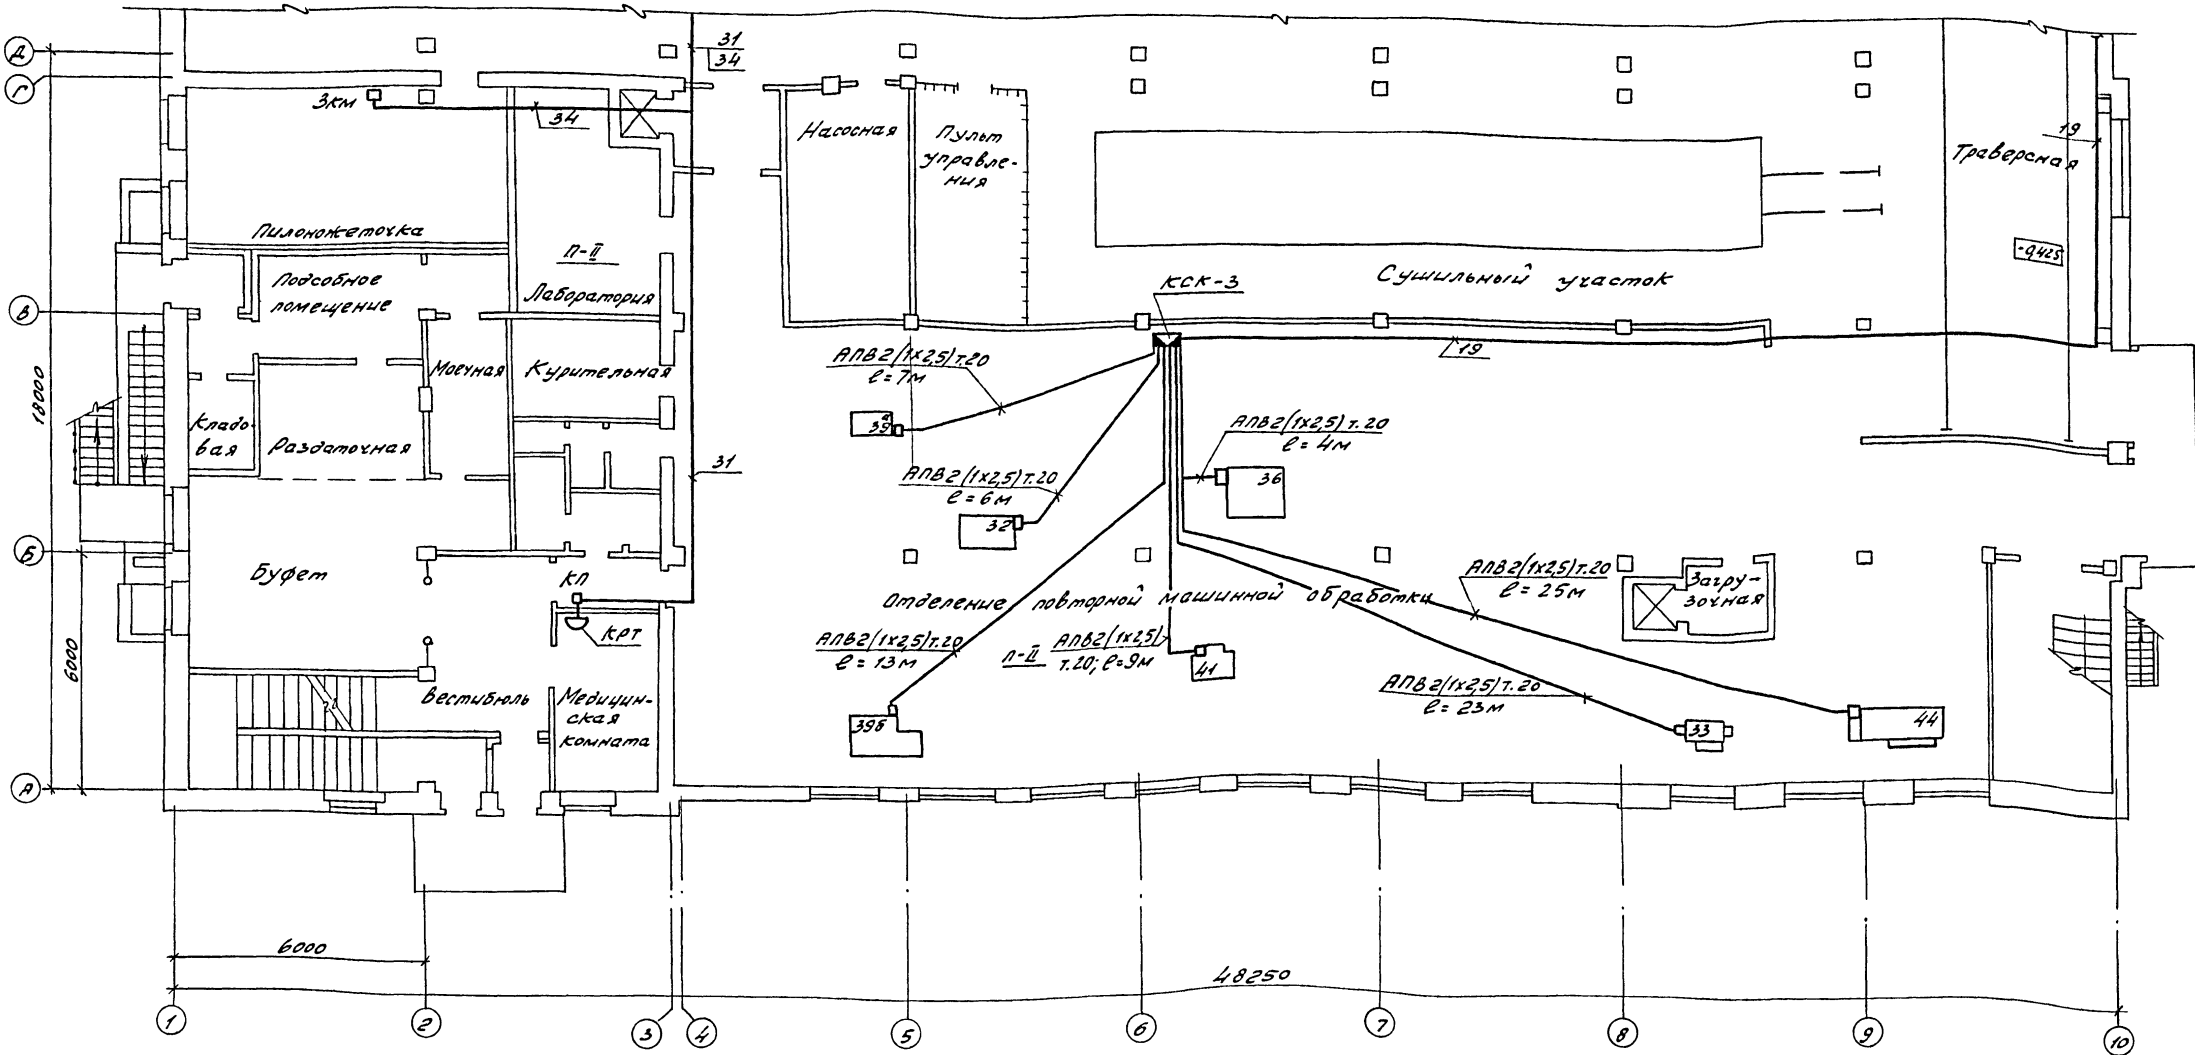 Д
Г
31
34
3км
34
Насосная
Пульт
управле-
ния
19
Траверсная
Пилоножеточка
П-II
-0,425
Подсобное
помещение
Лаборатория
КСК-3
Сушильный участок
В
19
АПВ2(1х2,5)т.20
ℓ=7м
Моечная
Курительная
18000
39а
Кладо-
вая
Раздаточная
АПВ2(1х2,5)т.20
ℓ=4м
31
АПВ2(1х2,5)т.20
ℓ=6м
36
32
Б
Буфет
КП
АПВ2(1х2,5)т.20
ℓ=25м
Загру-
зочная
Отделение повторной машинной обработки
КРТ
АПВ2(1х2,5)т.20
ℓ=13м
П-II
АПВ2(1х2,5)
т.20; ℓ=9м
41
6000
Вестибюль
Медицин-
ская
комната
АПВ2(1х2,5)т.20
ℓ=23м
39б
33
44
А
6000
48250
1
2
3
4
5
6
7
8
9
10